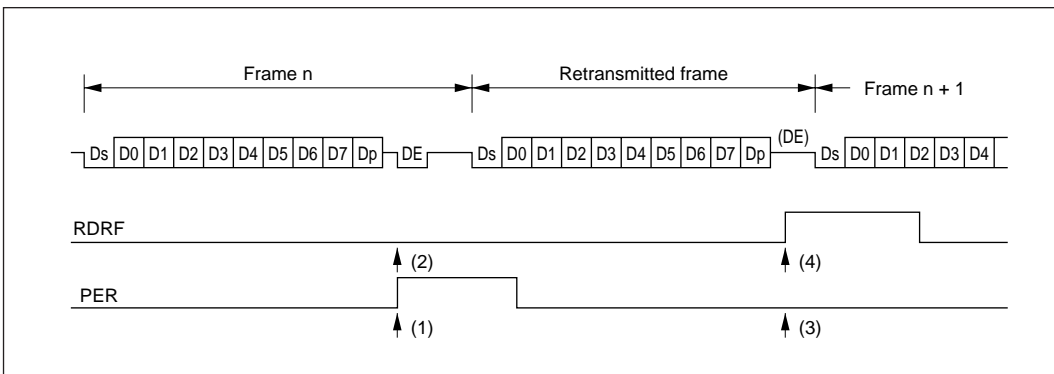 Frame n Retransmitted frame Frame n + 1
Ds D0 D1 D2 D3 D4 D5 D6 D7 Dp DE Ds D0 D1 D2 D3 D4 D5 D6 D7 Dp (DE) Ds D0 D1 D2 D3 D4
RDRF
(2) (4)
PER
(1) (3)